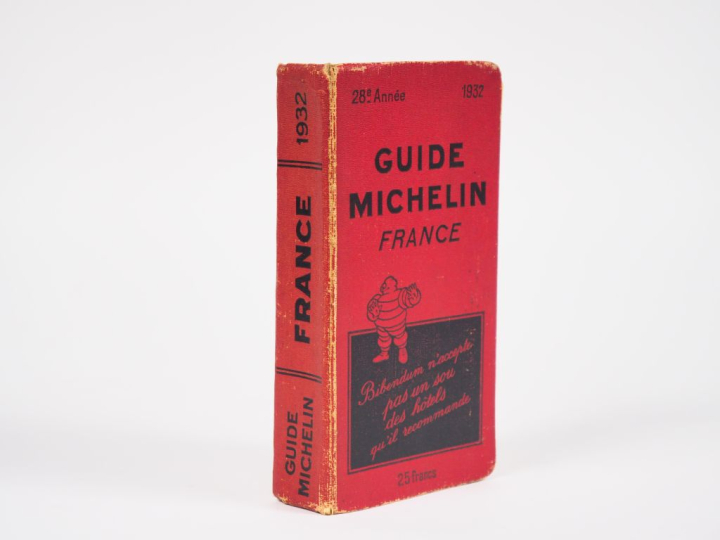 GUIDE
MICHELIN
FRANCE
1932
28e Année 1932
GUIDE
MICHELIN
FRANCE
Bibendum n'accepte
pas un sou
des hôtels
qu'il recommande
25 francs